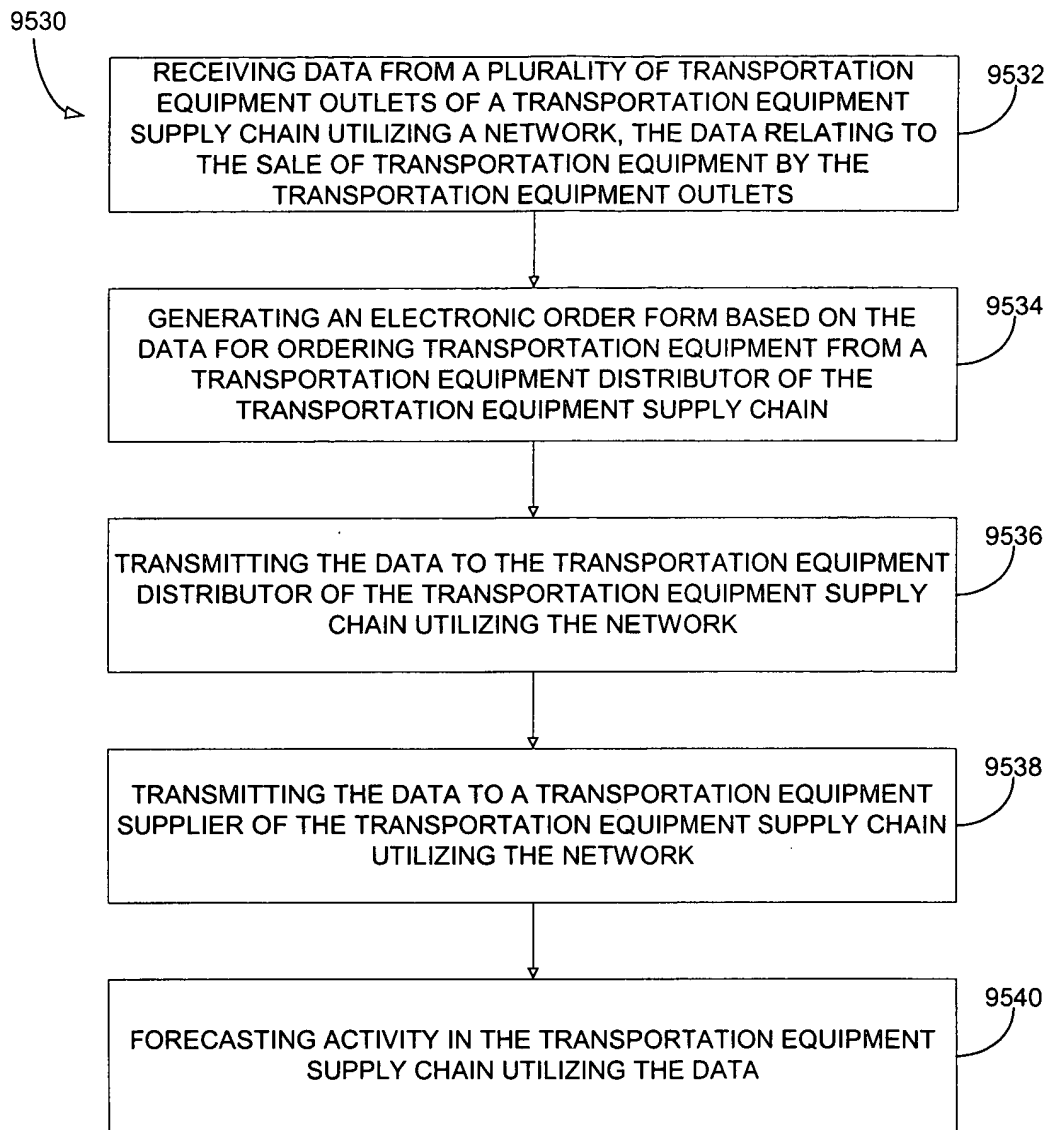 9530
RECEIVING DATA FROM A PLURALITY OF TRANSPORTATION
EQUIPMENT OUTLETS OF A TRANSPORTATION EQUIPMENT
SUPPLY CHAIN UTILIZING A NETWORK, THE DATA RELATING TO
THE SALE OF TRANSPORTATION EQUIPMENT BY THE
TRANSPORTATION EQUIPMENT OUTLETS
9532
GENERATING AN ELECTRONIC ORDER FORM BASED ON THE
DATA FOR ORDERING TRANSPORTATION EQUIPMENT FROM A
TRANSPORTATION EQUIPMENT DISTRIBUTOR OF THE
TRANSPORTATION EQUIPMENT SUPPLY CHAIN
9534
TRANSMITTING THE DATA TO THE TRANSPORTATION EQUIPMENT
DISTRIBUTOR OF THE TRANSPORTATION EQUIPMENT SUPPLY
CHAIN UTILIZING THE NETWORK
9536
TRANSMITTING THE DATA TO A TRANSPORTATION EQUIPMENT
SUPPLIER OF THE TRANSPORTATION EQUIPMENT SUPPLY CHAIN
UTILIZING THE NETWORK
9538
FORECASTING ACTIVITY IN THE TRANSPORTATION EQUIPMENT
SUPPLY CHAIN UTILIZING THE DATA
9540